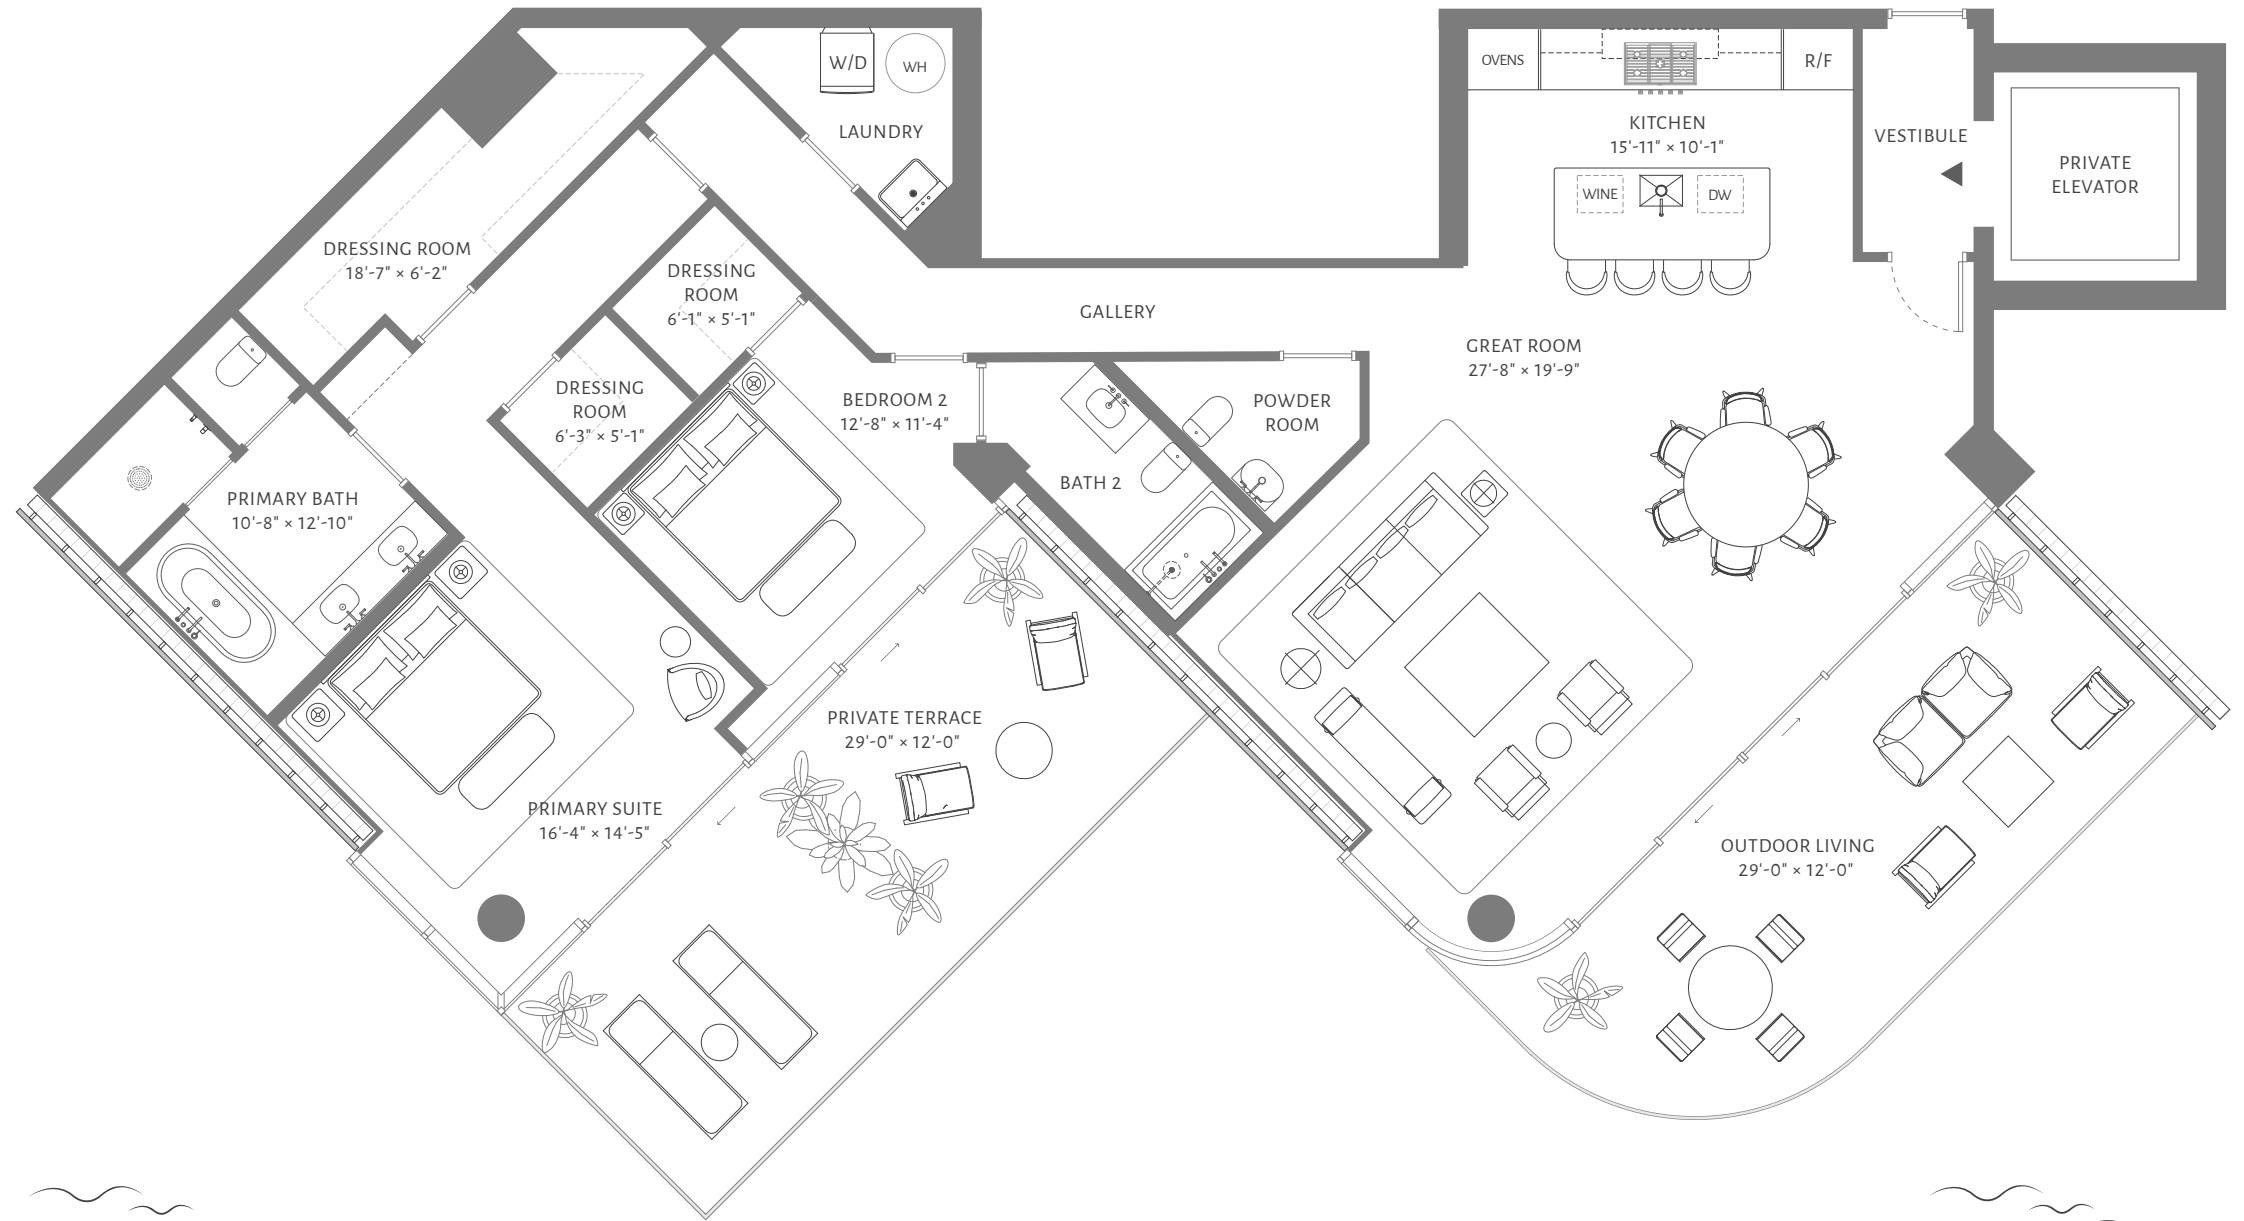 W/D
WH
LAUNDRY
OVENS
R/F
KITCHEN
15'-11" × 10'-1"
WINE
DW
VESTIBULE
PRIVATE
ELEVATOR
DRESSING ROOM
18'-7" × 6'-2"
DRESSING
ROOM
6'-1" × 5'-1"
GALLERY
GREAT ROOM
27'-8" × 19'-9"
DRESSING
ROOM
6'-3" × 5'-1"
BEDROOM 2
12'-8" × 11'-4"
POWDER
ROOM
BATH 2
PRIMARY BATH
10'-8" × 12'-10"
PRIVATE TERRACE
29'-0" × 12'-0"
PRIMARY SUITE
16'-4" × 14'-5"
OUTDOOR LIVING
29'-0" × 12'-0"